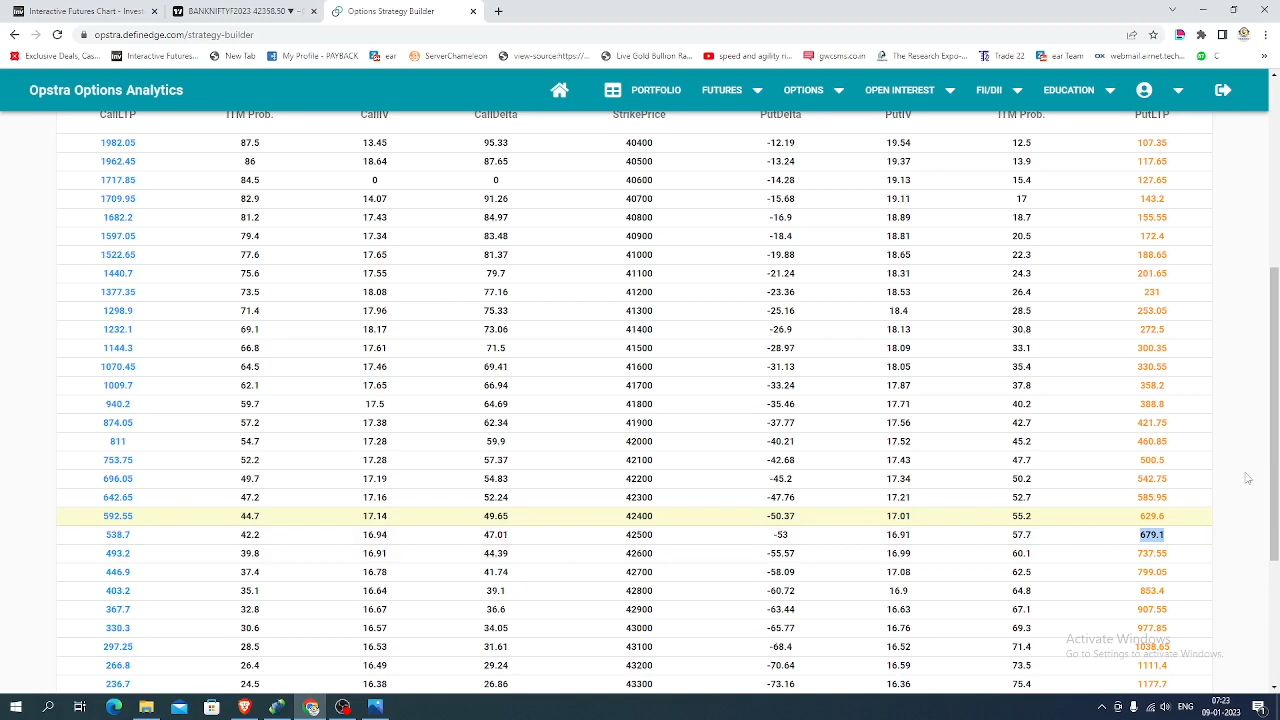 Interactive Futures Chart - Invest
BANKNIFTY2023 42358.50 ▼ -
Options Strategy Builder
opstra.definedge.com/strategy-builder
Exclusive Deals, Cas... Interactive Futures... New Tab My Profile - PAYBACK ear ServerChameleon view-source:https:/... Live Gold Bullion Ra... speed and agility ri... gwcsms.co.in The Research Expo-... Trade 22 ear Team webmail.airnet.tech... C »
Opstra Options Analytics PORTFOLIO FUTURES OPTIONS OPEN INTEREST FII/DII EDUCATION
CallLTP ITM Prob. CallIV CallDelta StrikePrice PutDelta PutIV ITM Prob. PutLTP
1982.05 87.5 13.45 95.33 40400 -12.19 19.54 12.5 107.35
1962.45 86 18.64 87.65 40500 -13.24 19.37 13.9 117.65
1717.85 84.5 0 0 40600 -14.28 19.13 15.4 127.65
1709.95 82.9 14.07 91.26 40700 -15.68 19.11 17 143.2
1682.2 81.2 17.43 84.97 40800 -16.9 18.89 18.7 155.55
1597.05 79.4 17.34 83.48 40900 -18.4 18.81 20.5 172.4
1522.65 77.6 17.65 81.37 41000 -19.88 18.65 22.3 188.65
1440.7 75.6 17.55 79.7 41100 -21.24 18.31 24.3 201.65
1377.35 73.5 18.08 77.16 41200 -23.36 18.53 26.4 231
1298.9 71.4 17.96 75.33 41300 -25.16 18.4 28.5 253.05
1232.1 69.1 18.17 73.06 41400 -26.9 18.13 30.8 272.5
1144.3 66.8 17.61 71.5 41500 -28.97 18.09 33.1 300.35
1070.45 64.5 17.46 69.41 41600 -31.13 18.05 35.4 330.55
1009.7 62.1 17.65 66.94 41700 -33.24 17.87 37.8 358.2
940.2 59.7 17.5 64.69 41800 -35.46 17.71 40.2 388.8
874.05 57.2 17.38 62.34 41900 -37.77 17.56 42.7 421.75
811 54.7 17.28 59.9 42000 -40.21 17.52 45.2 460.85
753.75 52.2 17.28 57.37 42100 -42.68 17.43 47.7 500.5
696.05 49.7 17.19 54.83 42200 -45.2 17.34 50.2 542.75
642.65 47.2 17.16 52.24 42300 -47.76 17.21 52.7 585.95
592.55 44.7 17.14 49.65 42400 -50.37 17.01 55.2 629.6
538.7 42.2 16.94 47.01 42500 -53 16.91 57.7 679.1
493.2 39.8 16.91 44.39 42600 -55.57 16.99 60.1 737.55
446.9 37.4 16.78 41.74 42700 -58.09 17.08 62.5 799.05
403.2 35.1 16.64 39.1 42800 -60.72 16.9 64.8 853.4
367.7 32.8 16.67 36.6 42900 -63.44 16.63 67.1 907.55
330.3 30.6 16.57 34.05 43000 -65.77 16.76 69.3 977.85
297.25 28.5 16.53 31.61 43100 -68.4 16.52 71.4 1038.65
266.8 26.4 16.49 29.24 43200 -70.64 16.59 73.5 1111.4
236.7 24.5 16.38 26.86 43300 -73.16 16.36 75.4 1177.7
Activate Windows
Go to Settings to activate Windows.
ENG
07:23
09-01-2023